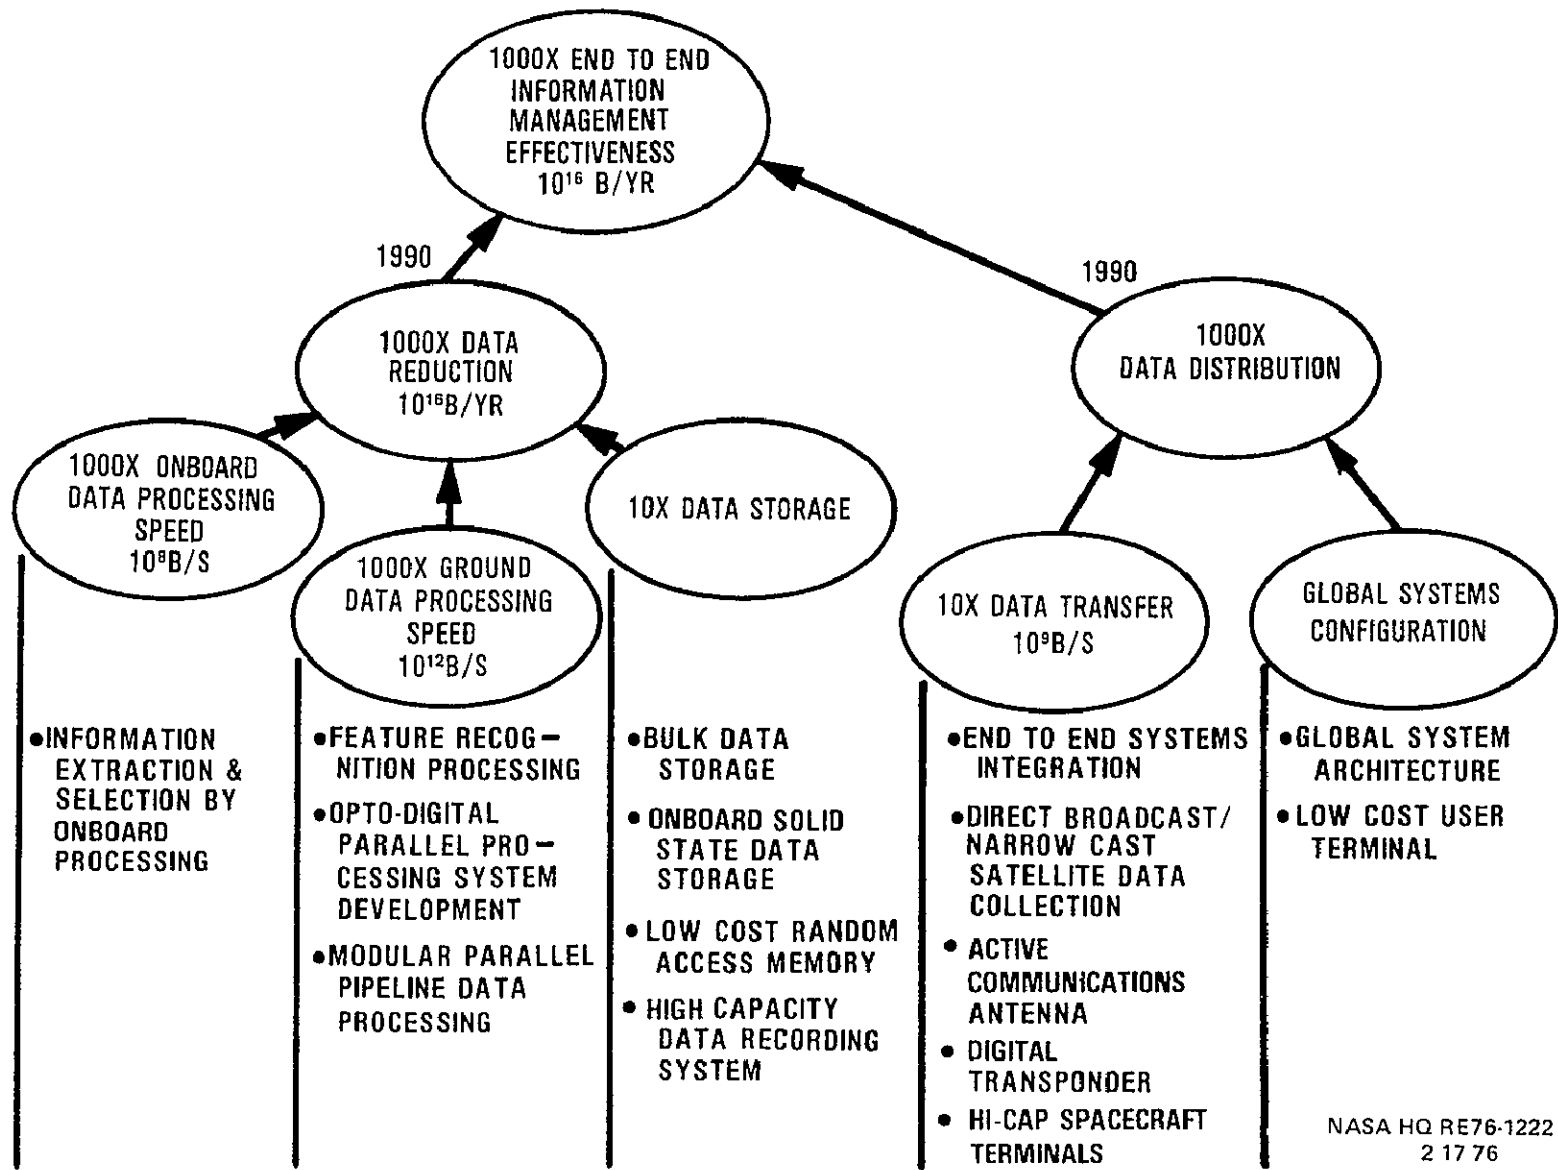 1000X END TO END
INFORMATION
MANAGEMENT
EFFECTIVENESS
10¹⁶ B/YR
1990
1990
1000X DATA
REDUCTION
10¹⁶B/YR
1000X
DATA DISTRIBUTION
1000X ONBOARD
DATA PROCESSING
SPEED
10⁸B/S
1000X GROUND
DATA PROCESSING
SPEED
10¹²B/S
10X DATA STORAGE
10X DATA TRANSFER
10⁹B/S
GLOBAL SYSTEMS
CONFIGURATION
•INFORMATION
EXTRACTION &
SELECTION BY
ONBOARD
PROCESSING
•FEATURE RECOG–
NITION PROCESSING
•OPTO-DIGITAL
PARALLEL PRO–
CESSING SYSTEM
DEVELOPMENT
•MODULAR PARALLEL
PIPELINE DATA
PROCESSING
•BULK DATA
STORAGE
• ONBOARD SOLID
STATE DATA
STORAGE
• LOW COST RANDOM
ACCESS MEMORY
• HIGH CAPACITY
DATA RECORDING
SYSTEM
•END TO END SYSTEMS
INTEGRATION
•DIRECT BROADCAST/
NARROW CAST
SATELLITE DATA
COLLECTION
• ACTIVE
COMMUNICATIONS
ANTENNA
• DIGITAL
TRANSPONDER
• HI-CAP SPACECRAFT
TERMINALS
•GLOBAL SYSTEM
ARCHITECTURE
• LOW COST USER
TERMINAL
NASA HQ RE76-1222
2 17 76